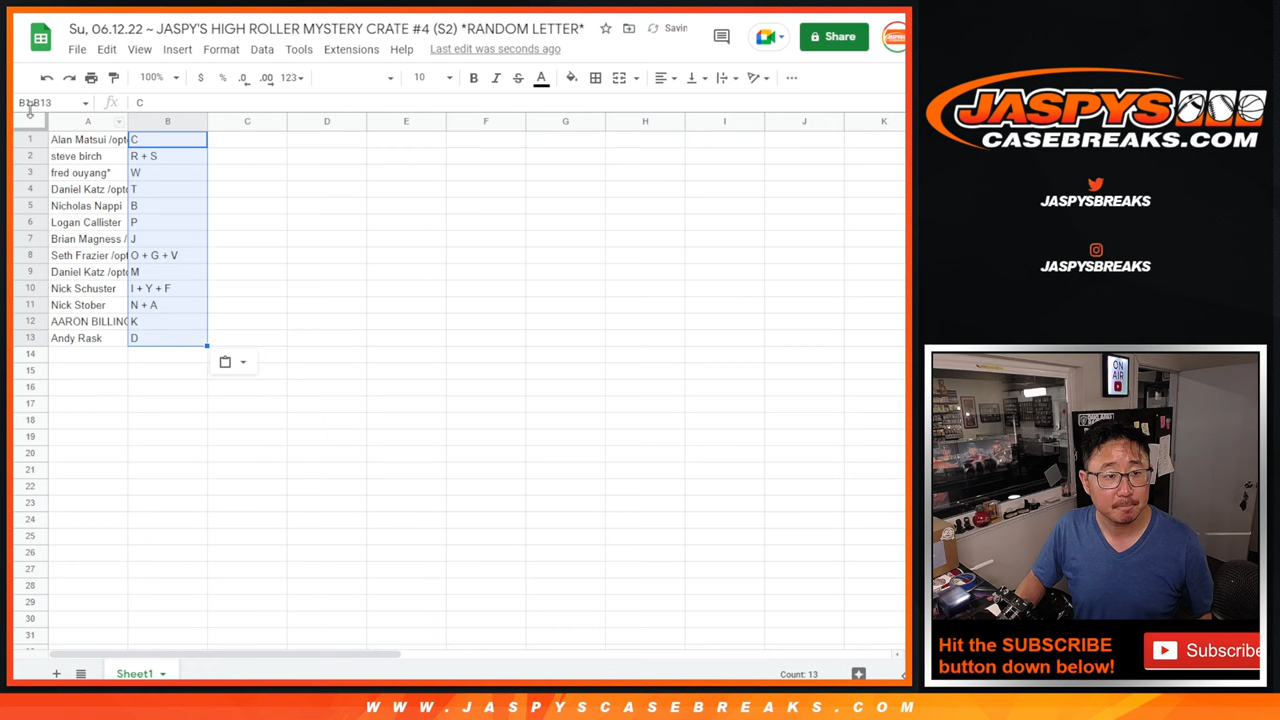 Su, 06.12.22 ~ JASPY'S HIGH ROLLER MYSTERY CRATE #4 (S2) *RANDOM LETTER*
Savin
Share
File Edit View Insert Format Data Tools Extensions Help Last edit was seconds ago
100% $ % .0 .00 123 10 B I S A
B1:B13 fx C
A B C D E F G H I J K
1 Alan Matsui /opto C
2 steve birch R + S
3 fred ouyang* W
4 Daniel Katz /opto T
5 Nicholas Nappi B
6 Logan Callister P
7 Brian Magness / J
8 Seth Frazier /opt O + G + V
9 Daniel Katz /opto M
10 Nick Schuster I + Y + F
11 Nick Stober N + A
12 AARON BILLING K
13 Andy Rask D
14
15
16
17
18
19
20
21
22
23
24
25
26
27
28
29
30
31
Sheet1
Count: 13
JASPYS
CASEBREAKS.COM
JASPYSBREAKS
JASPYSBREAKS
ON
AIR
Hit the SUBSCRIBE
button down below!
Subscribe
WWW.JASPYSCASEBREAKS.COM